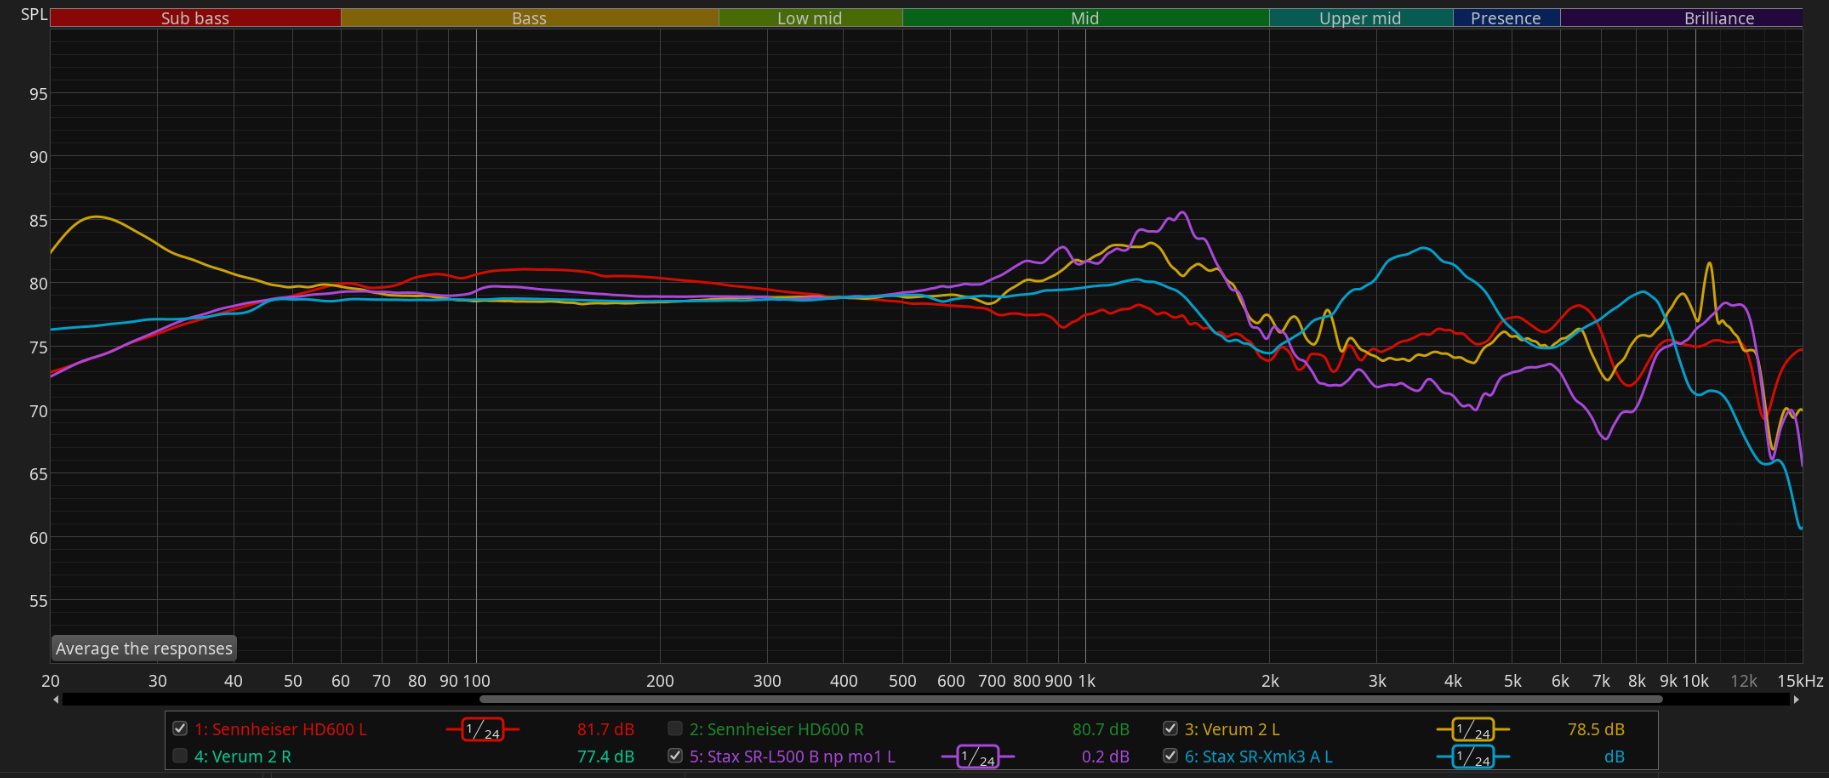 SPL Sub bass Bass Low mid Mid Upper mid Presence Brilliance
95
90
85
80
75
70
65
60
55
Average the responses
20 30 40 50 60 70 80 90 100 200 300 400 500 600 700 800 900 1k 2k 3k 4k 5k 6k 7k 8k 9k 10k 12k 15kHz
1: Sennheiser HD600 L 1/24 81.7 dB 2: Sennheiser HD600 R 80.7 dB 3: Verum 2 L 1/24 78.5 dB
4: Verum 2 R 77.4 dB 5: Stax SR-L500 B np mo1 L 1/24 0.2 dB 6: Stax SR-Xmk3 A L 1/24 dB